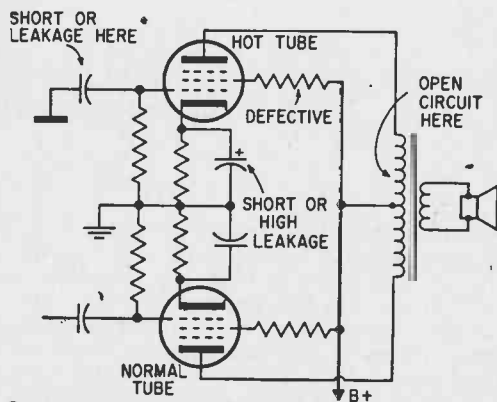 SHORT OR
LEAKAGE HERE
HOT TUBE
DEFECTIVE
OPEN
CIRCUIT
HERE
+
SHORT OR
HIGH
LEAKAGE
NORMAL
TUBE
B+